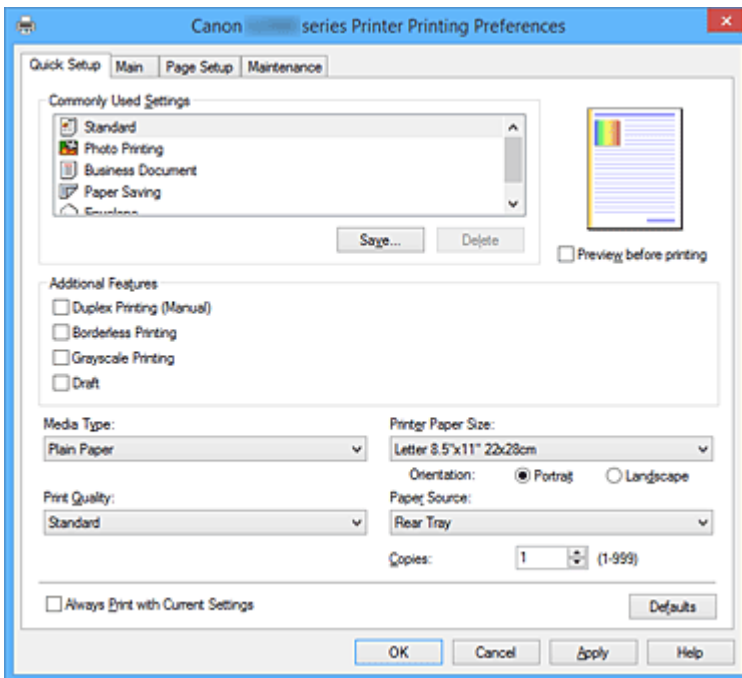 Canon series Printer Printing Preferences
Quick Setup Main Page Setup Maintenance
Commonly Used Settings
Standard
Photo Printing
Business Document
Paper Saving
Envelope
Save... Delete
Preview before printing
Additional Features
Duplex Printing (Manual)
Borderless Printing
Grayscale Printing
Draft
Media Type: Printer Paper Size:
Plain Paper Letter 8.5"x11" 22x28cm
Orientation: Portrait Landscape
Print Quality: Paper Source:
Standard Rear Tray
Copies: 1 (1-999)
Always Print with Current Settings Defaults
OK Cancel Apply Help